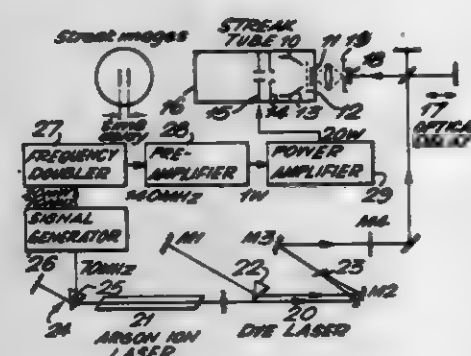 Streak images
STREAK
TUBE 10
11
19
18
16
15
14
13
12
17
OPTICAL
27
28
20W
FREQUENCY
DOUBLER
PRE-
AMPLIFIER
POWER
AMPLIFIER
29
140MHz
1W
SIGNAL
GENERATOR
26
70MHz
M1
M3
M4
25
22
23
M2
24
21
20
ARGON ION
LASER
DYE LASER